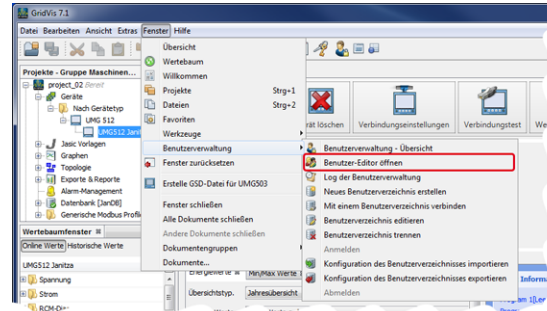 GridVis 7.1
Datei Bearbeiten Ansicht Extras Fenster Hilfe
Übersicht
Wertebaum
Willkommen
Projekte Strg+1
Dateien Strg+2
Favoriten
Werkzeuge
Benutzerverwaltung
Fenster zurücksetzen
Erstelle GSD-Datei für UMG503
Fenster schließen
Alle Dokumente schließen
Andere Dokumente schließen
Dokumentengruppen
Dokumente...
Projekte - Gruppe Maschinen...
project_02 Bereit
Geräte
Nach Gerätetyp
UMG 512
UMG512 Janit
Jasic Vorlagen
Graphen
Topologie
Exporte & Reporte
Alarm-Management
Datenbank [JanDB]
Generische Modbus Profil
Wertebaumfenster
Online Werte Historische Werte
UMG512 Janitza
Spannung
Strom
löschen Verbindungseinstellungen Verbindungstest
Benutzerverwaltung - Übersicht
Benutzer-Editor öffnen
Log der Benutzerverwaltung
Neues Benutzerverzeichnis erstellen
Mit einem Benutzerverzeichnis verbinden
Benutzerverzeichnis editieren
Benutzerverzeichnis trennen
Anmelden
Konfiguration des Benutzerverzeichnisses importieren
Konfiguration des Benutzerverzeichnisses exportieren
Abmelden
Energewerte Min/Max Werte
Übersichtstyp. Jahresübersicht
Inform